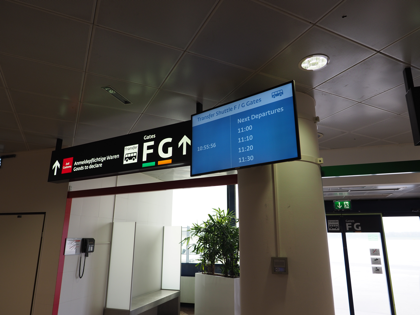 Anmeldepflichtige Waren
Goods to declare
Gates
F G
Transfer Shuttle F / G Gates
Next Departures
10:55:56
11:00
11:10
11:20
11:30
FG